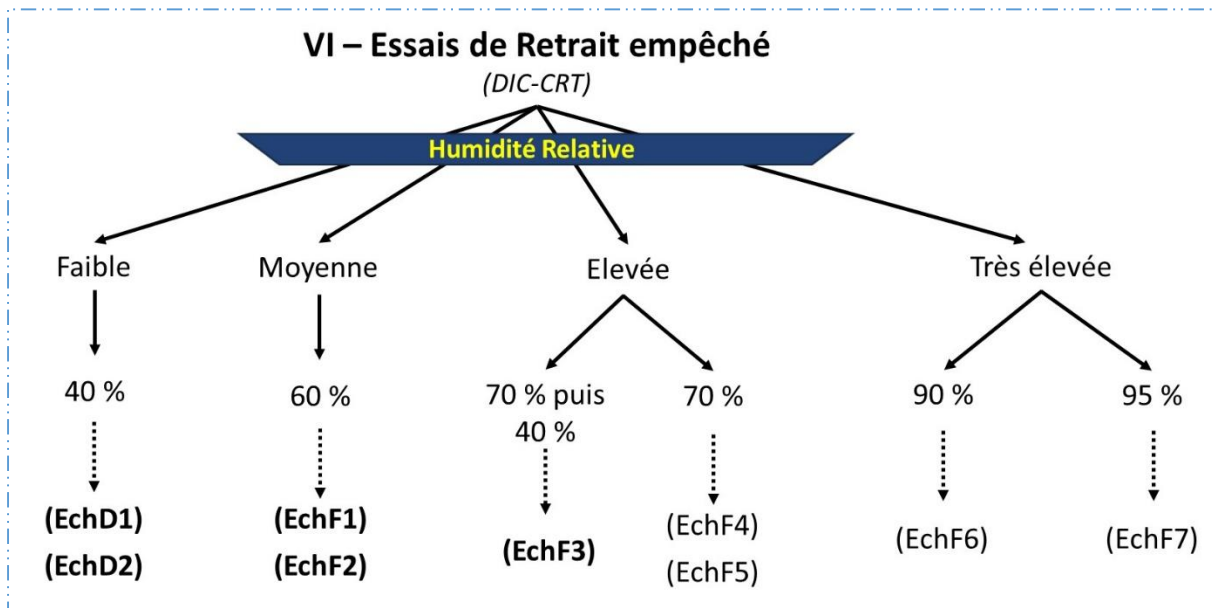 VI – Essais de Retrait empêché
(DIC-CRT)
Humidité Relative
Faible
Moyenne
Elevée
Très élevée
40 %
60 %
70 % puis
40 %
70 %
90 %
95 %
(EchD1)
(EchD2)
(EchF1)
(EchF2)
(EchF3)
(EchF4)
(EchF5)
(EchF6)
(EchF7)